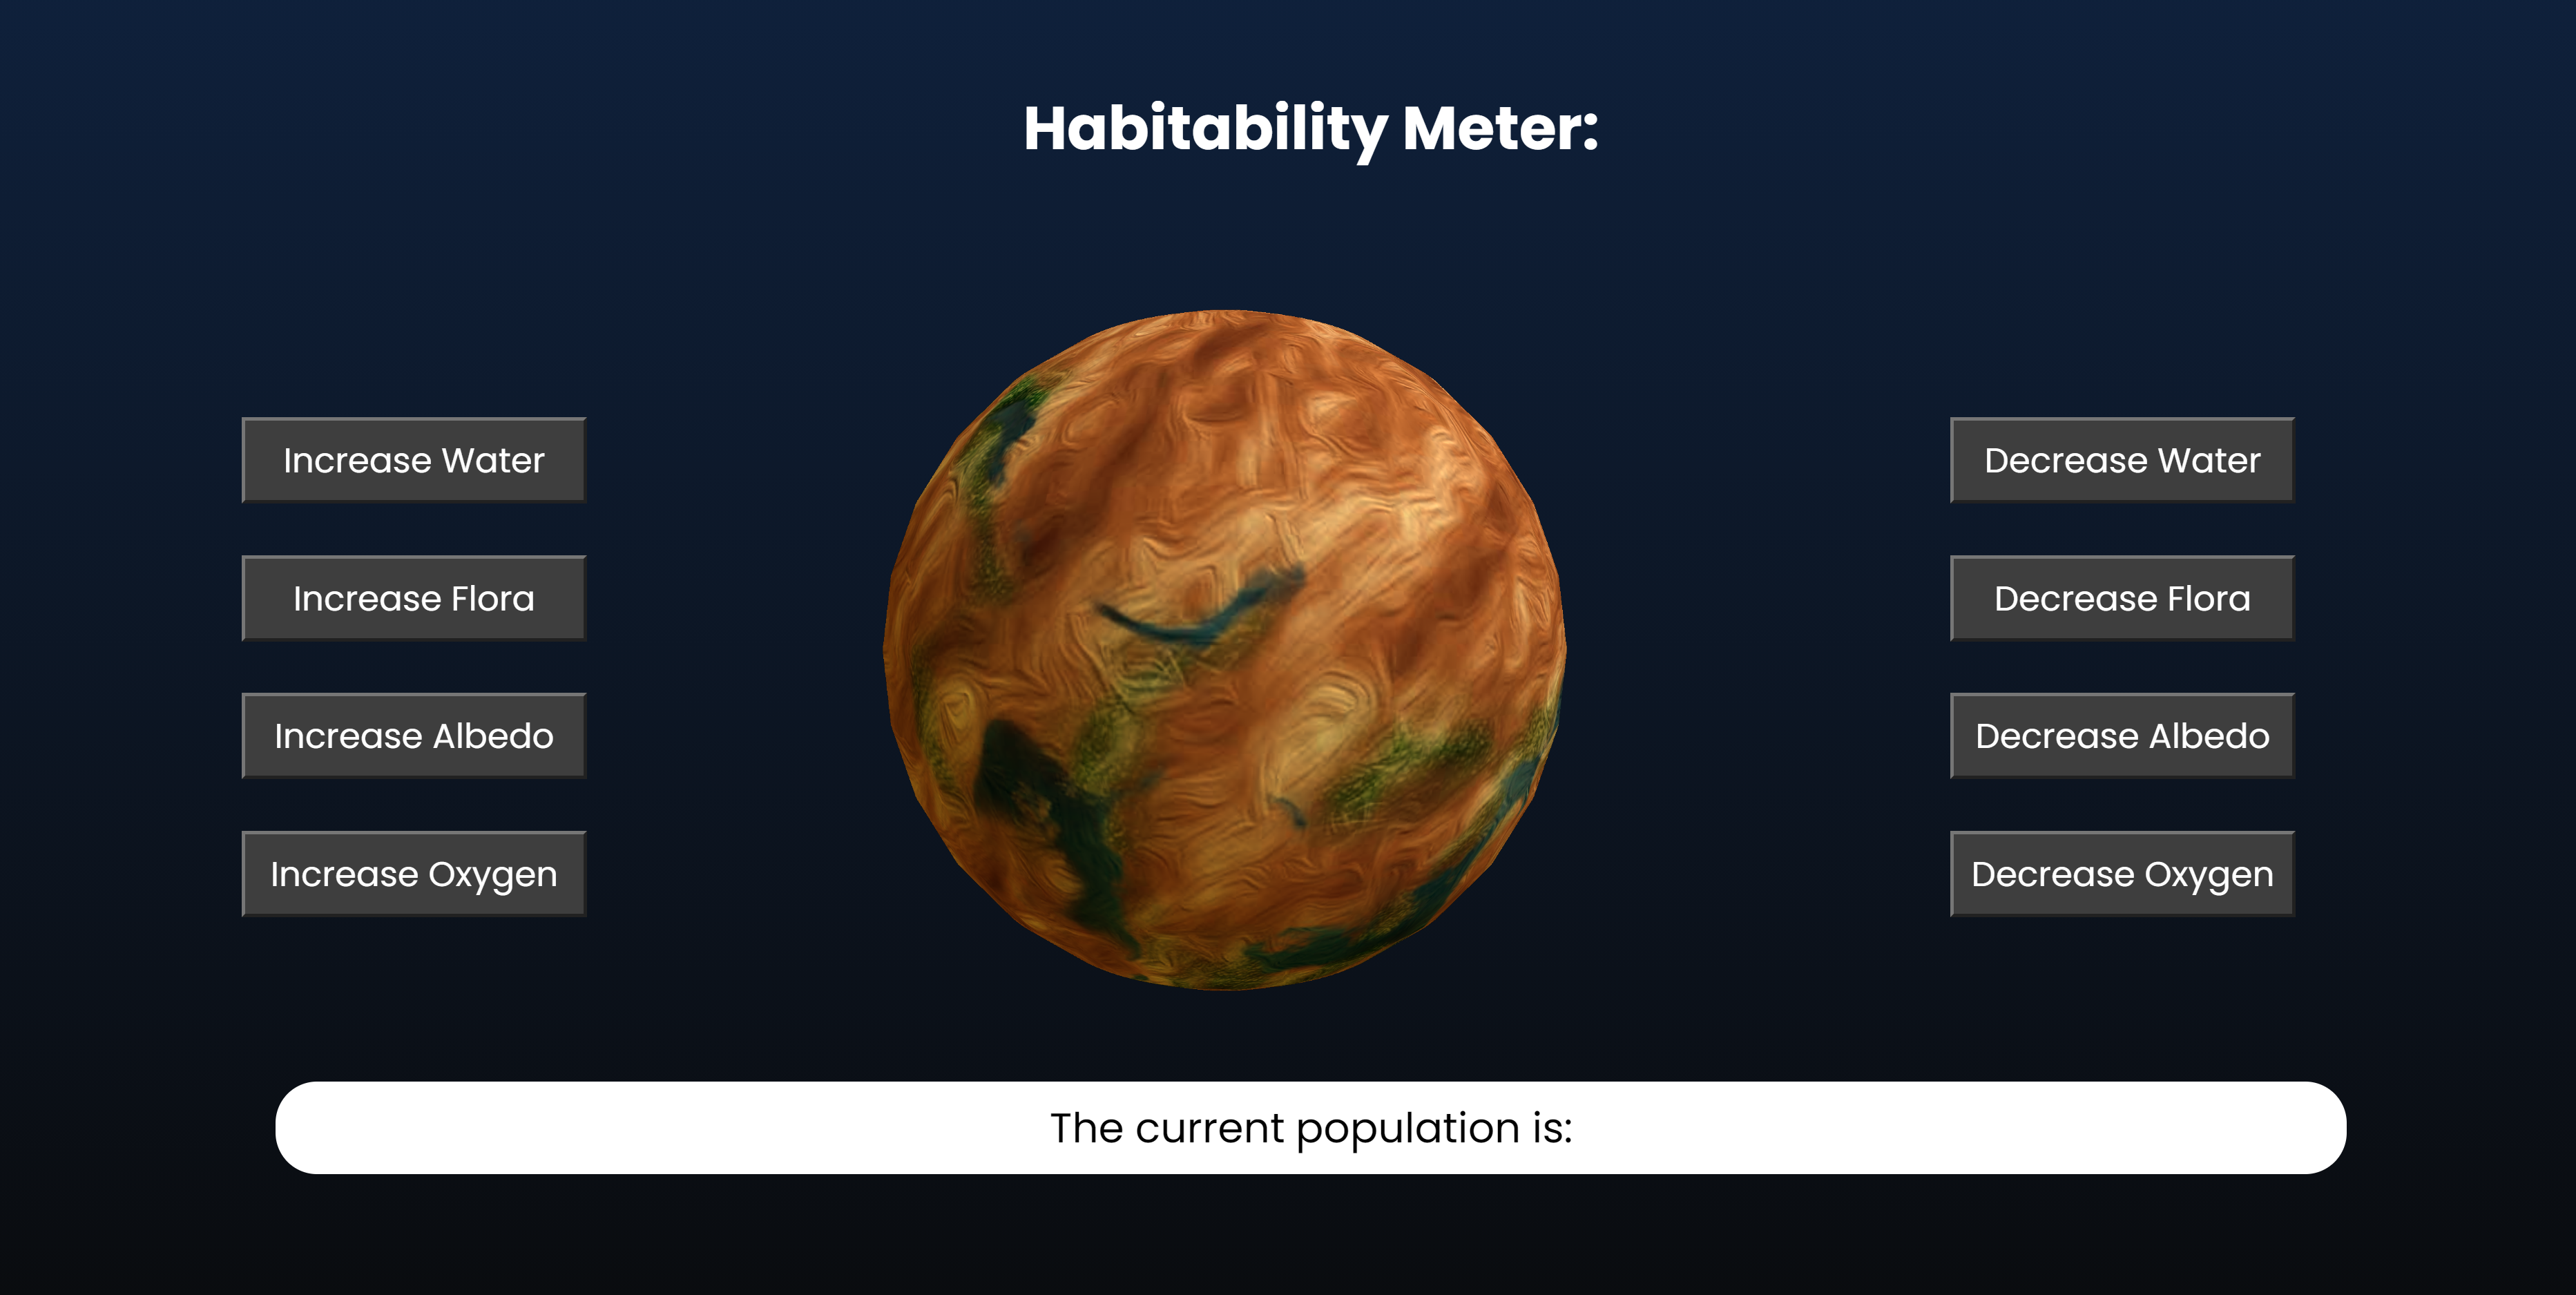 Habitability Meter:
Increase Water
Decrease Water
Increase Flora
Decrease Flora
Increase Albedo
Decrease Albedo
Increase Oxygen
Decrease Oxygen
The current population is: